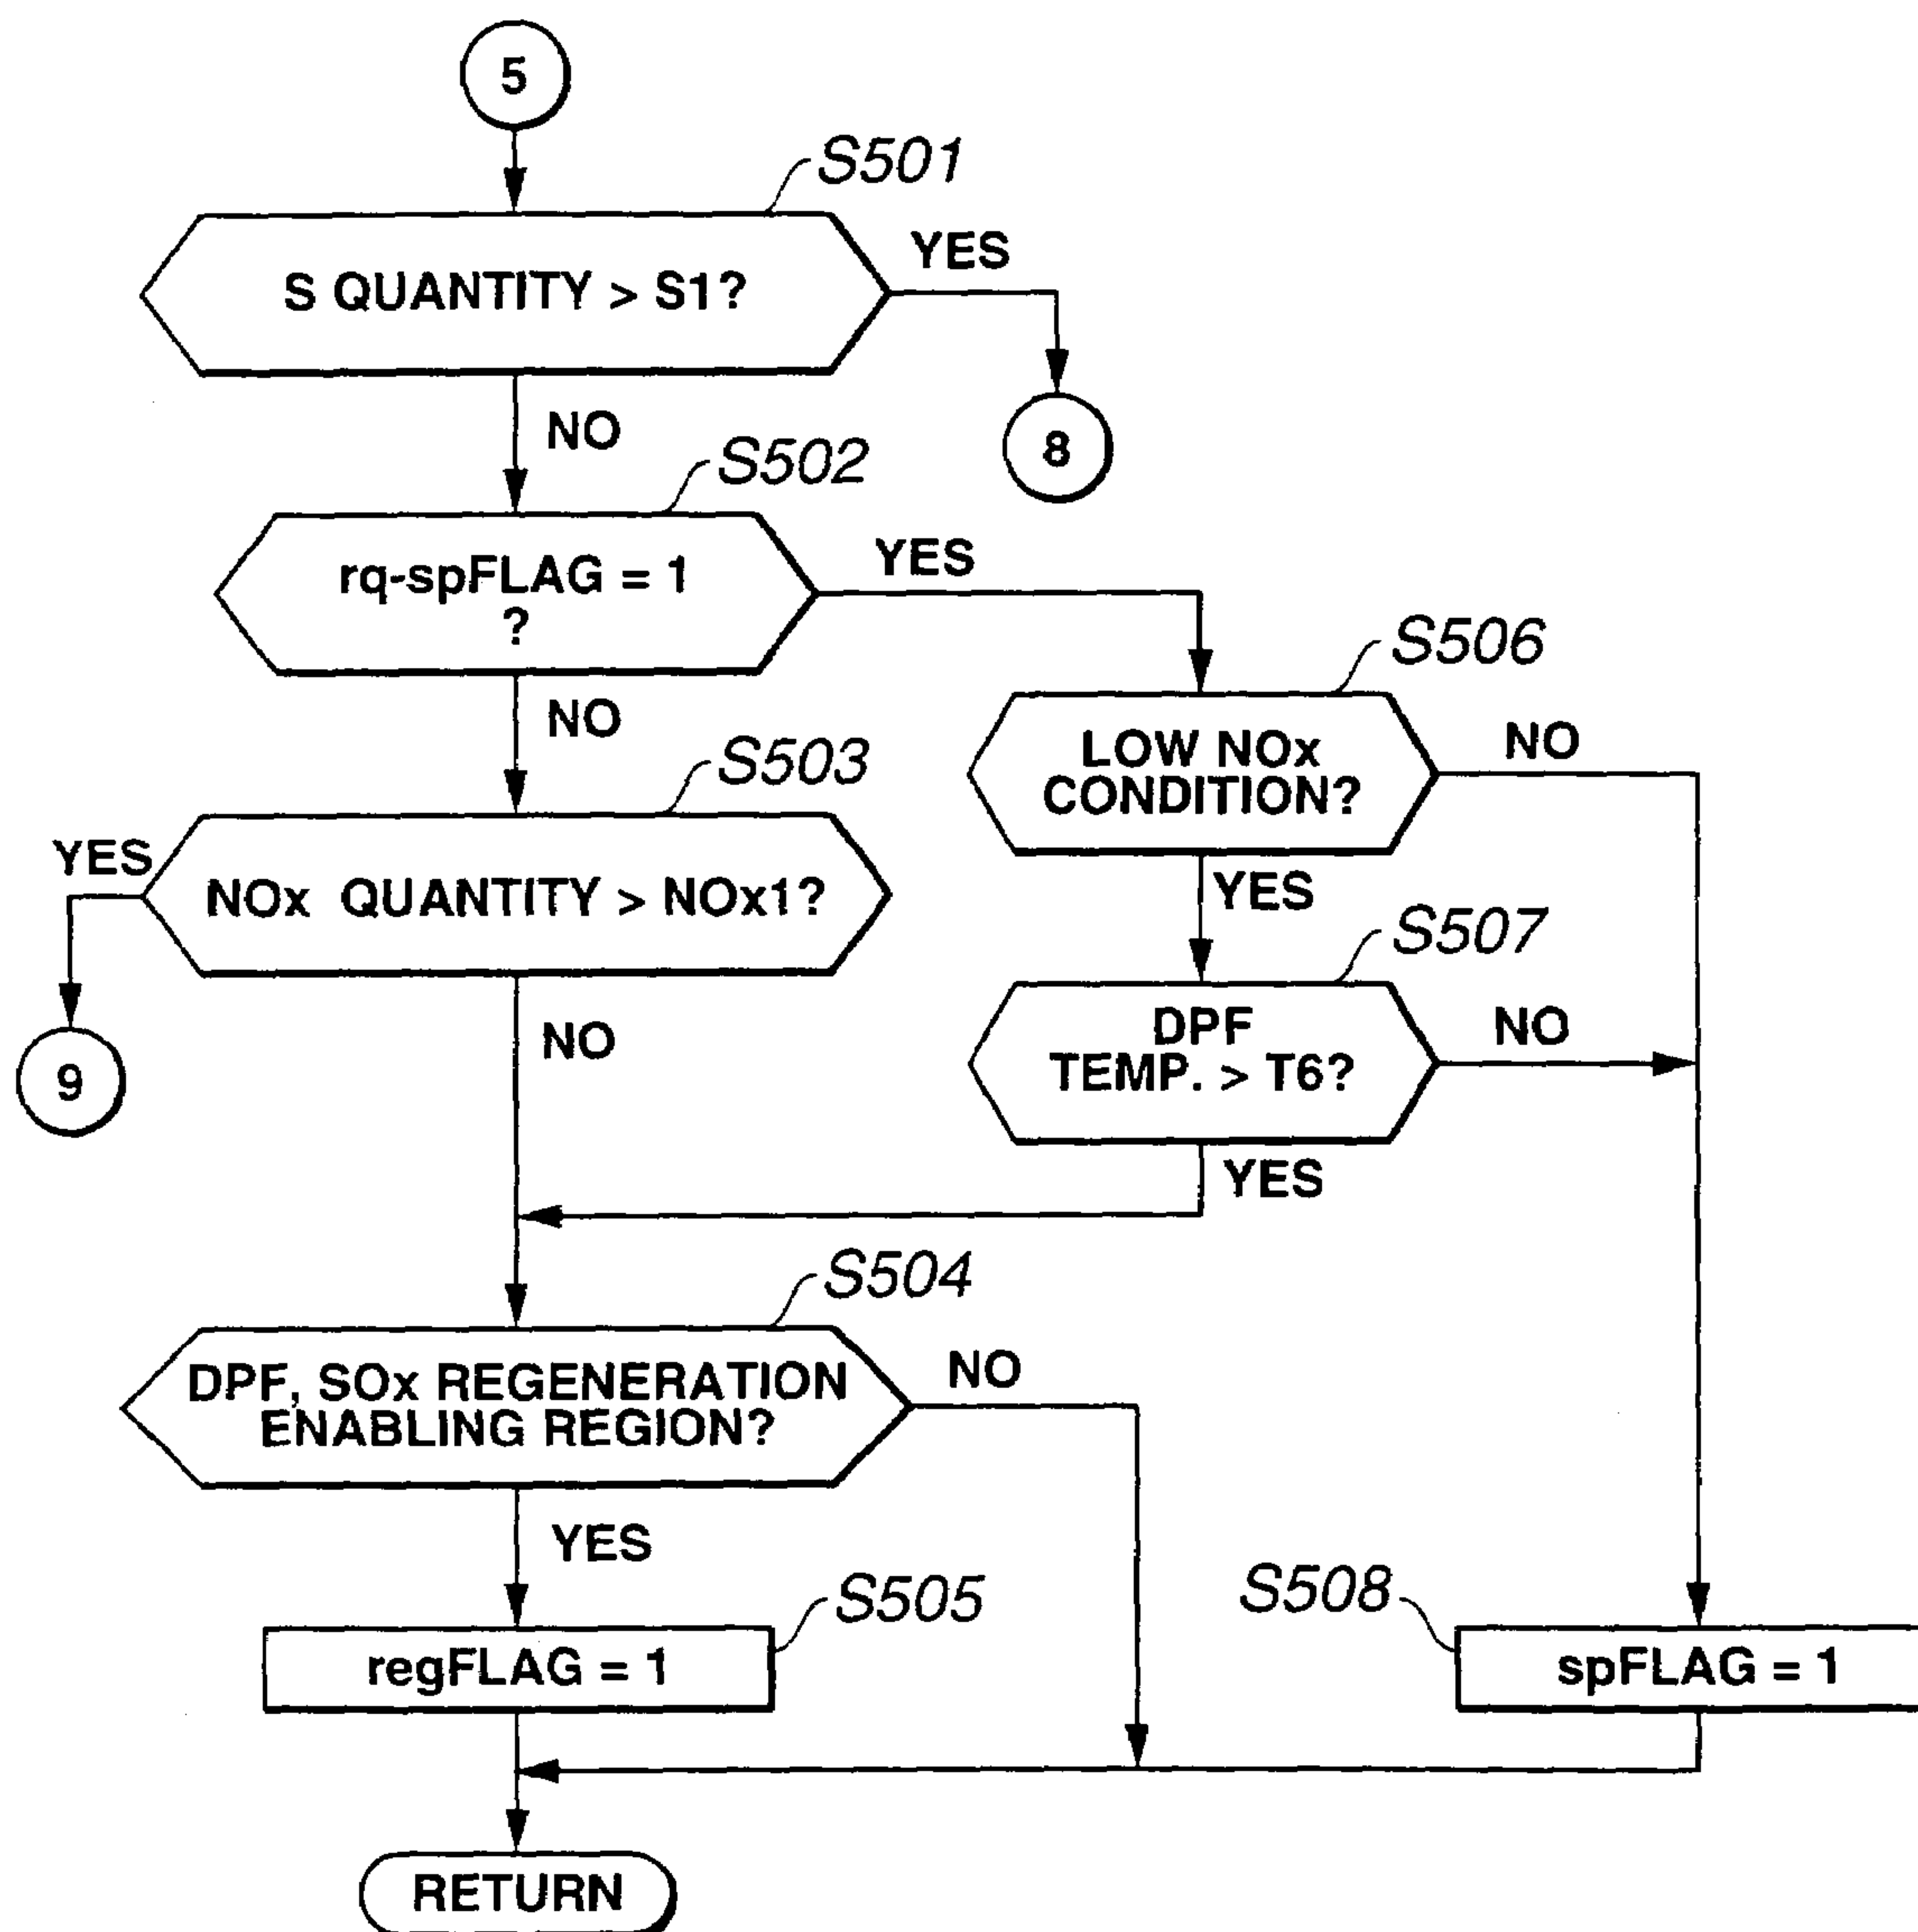 5
S501
S QUANTITY > S1?
YES
8
NO
S502
rq-spFLAG = 1
?
YES
NO
S506
LOW NOx
CONDITION?
NO
S503
NOx QUANTITY > NOx1?
YES
9
YES
S507
DPF
TEMP. > T6?
NO
NO
YES
S504
DPF, SOx REGENERATION
ENABLING REGION?
NO
YES
S505
regFLAG = 1
S508
spFLAG = 1
RETURN